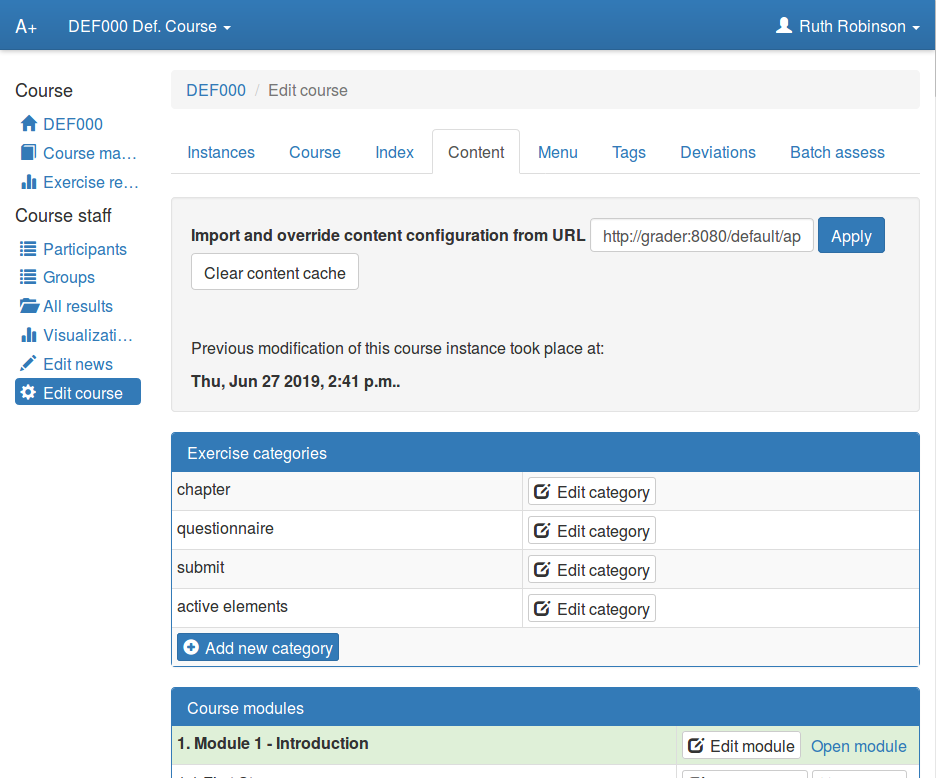 A+ DEF000 Def. Course Ruth Robinson
Course
DEF000
Course ma…
Exercise re…
Course staff
Participants
Groups
All results
Visualizati…
Edit news
Edit course
DEF000 / Edit course
Instances Course Index Content Menu Tags Deviations Batch assess
Import and override content configuration from URL http://grader:8080/default/ap Apply
Clear content cache
Previous modification of this course instance took place at:
Thu, Jun 27 2019, 2:41 p.m..
Exercise categories
chapter Edit category
questionnaire Edit category
submit Edit category
active elements Edit category
Add new category
Course modules
1. Module 1 - Introduction Edit module Open module